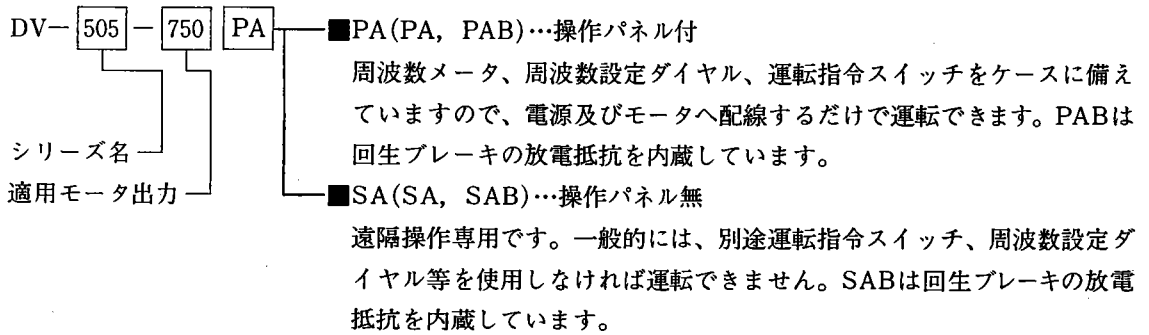 DV－505－750 PA ■PA(PA, PAB)…操作パネル付
周波数メータ、周波数設定ダイヤル、運転指令スイッチをケースに備え
ていますので、電源及びモータへ配線するだけで運転できます。PABは
シリーズ名 回生ブレーキの放電抵抗を内蔵しています。
適用モータ出力 ■SA(SA, SAB)…操作パネル無
遠隔操作専用です。一般的には、別途運転指令スイッチ、周波数設定ダ
イヤル等を使用しなければ運転できません。SABは回生ブレーキの放電
抵抗を内蔵しています。